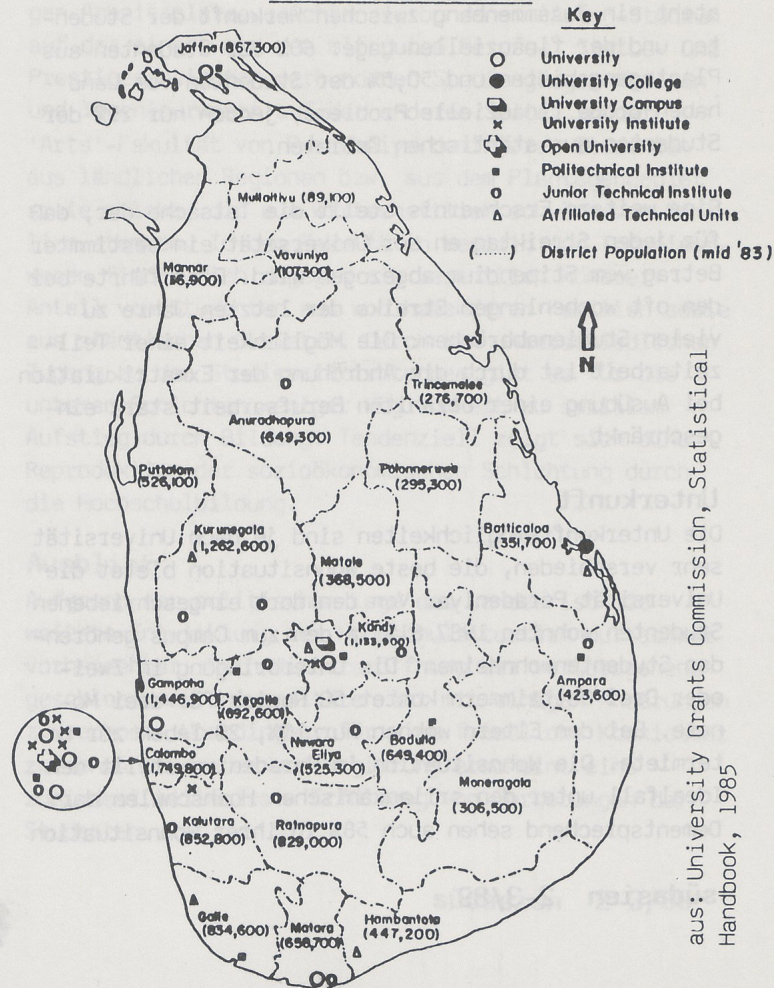 Key
University
University College
University Campus
University Institute
Open University
Politechnical Institute
Junior Technical Institute
Affiliated Technical Units
(......) District Population (mid '83)
N
Jaffna (867,300)
Mullaitivu (89,100)
Vavuniya
(107,300)
Mannar
(116,900)
Trincomalee
(276,700)
Anuradhapura
(649,300)
Puttalam
(526,100)
Polonneruwa
(295,300)
Kurunegala
(1,262,600)
Batticaloa
(351,700)
Matale
(368,500)
Kandy
Ampara
(423,600)
Gampaha
(1,446,900)
Kegalle
(692,600)
Colombo
(1,749,800)
Nuwara
Eliya
(525,300)
Badulla
(649,400)
Monaragala
(306,500)
Kalutara
(852,800)
Ratnapura
(829,000)
Galle
(834,600)
Matara
(658,700)
Hambantota
(447,200)
aus: University Grants Commission, Statistical
Handbook, 1985